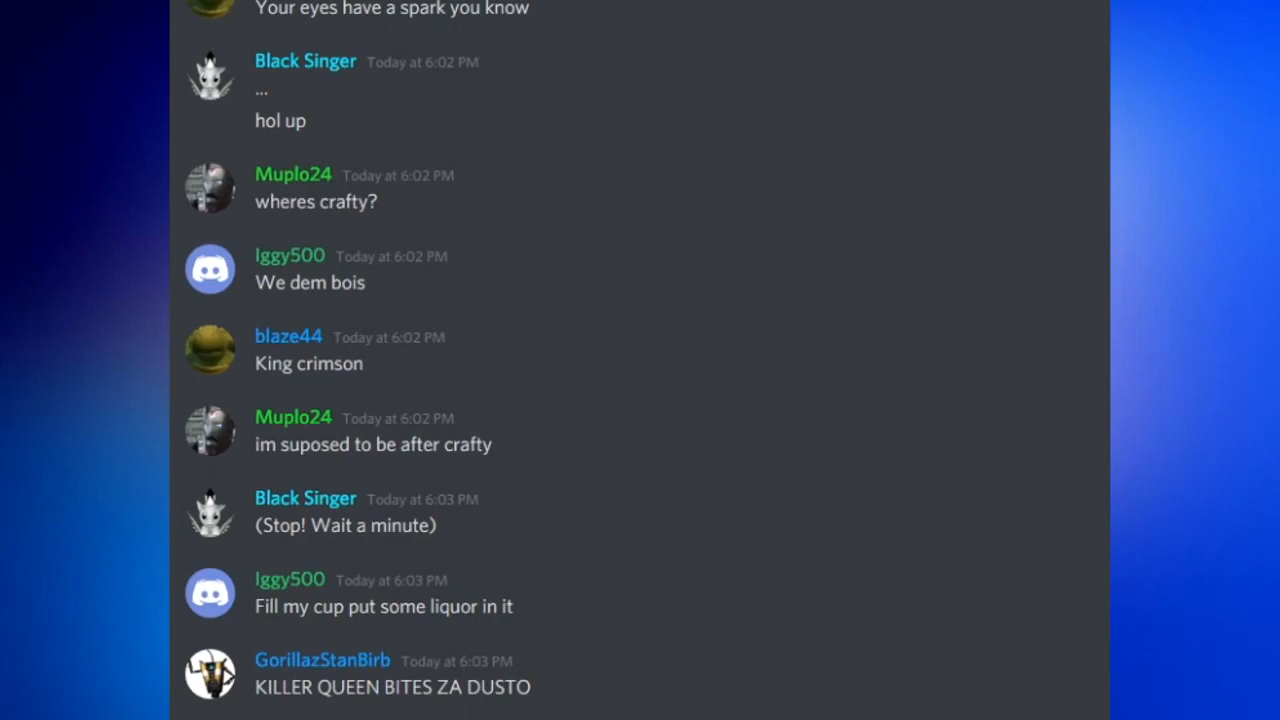 Your eyes have a spark you know
Black Singer Today at 6:02 PM
...
hol up
Muplo24 Today at 6:02 PM
wheres crafty?
Iggy500 Today at 6:02 PM
We dem bois
blaze44 Today at 6:02 PM
King crimson
Muplo24 Today at 6:02 PM
im suposed to be after crafty
Black Singer Today at 6:03 PM
(Stop! Wait a minute)
Iggy500 Today at 6:03 PM
Fill my cup put some liquor in it
GorillazStanBirb Today at 6:03 PM
KILLER QUEEN BITES ZA DUSTO